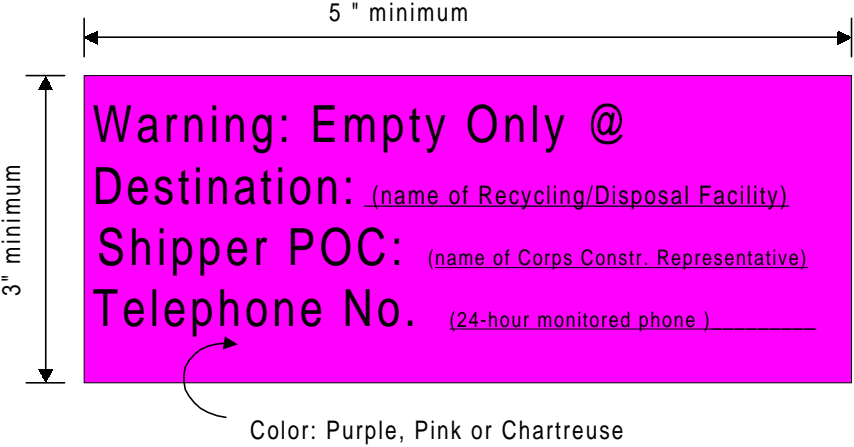 5 " minimum
3" minimum
Warning: Empty Only @
Destination: (name of Recycling/Disposal Facility)
Shipper POC: (name of Corps Constr. Representative)
Telephone No. (24-hour monitored phone )__________
Color: Purple, Pink or Chartreuse